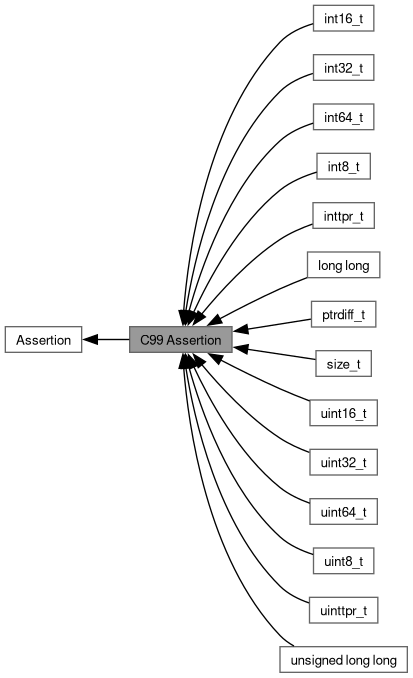 int16_t
int32_t
int64_t
int8_t
inttpr_t
long long
ptrdiff_t
Assertion
C99 Assertion
size_t
uint16_t
uint32_t
uint64_t
uint8_t
uinttpr_t
unsigned long long